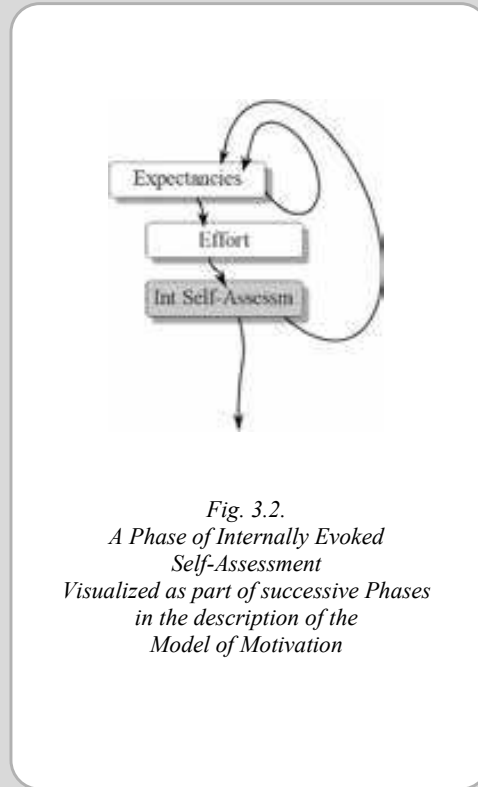 Expectancies
Effort
Int Self-Assessm
Fig. 3.2.
A Phase of Internally Evoked
Self-Assessment
Visualized as part of successive Phases
in the description of the
Model of Motivation